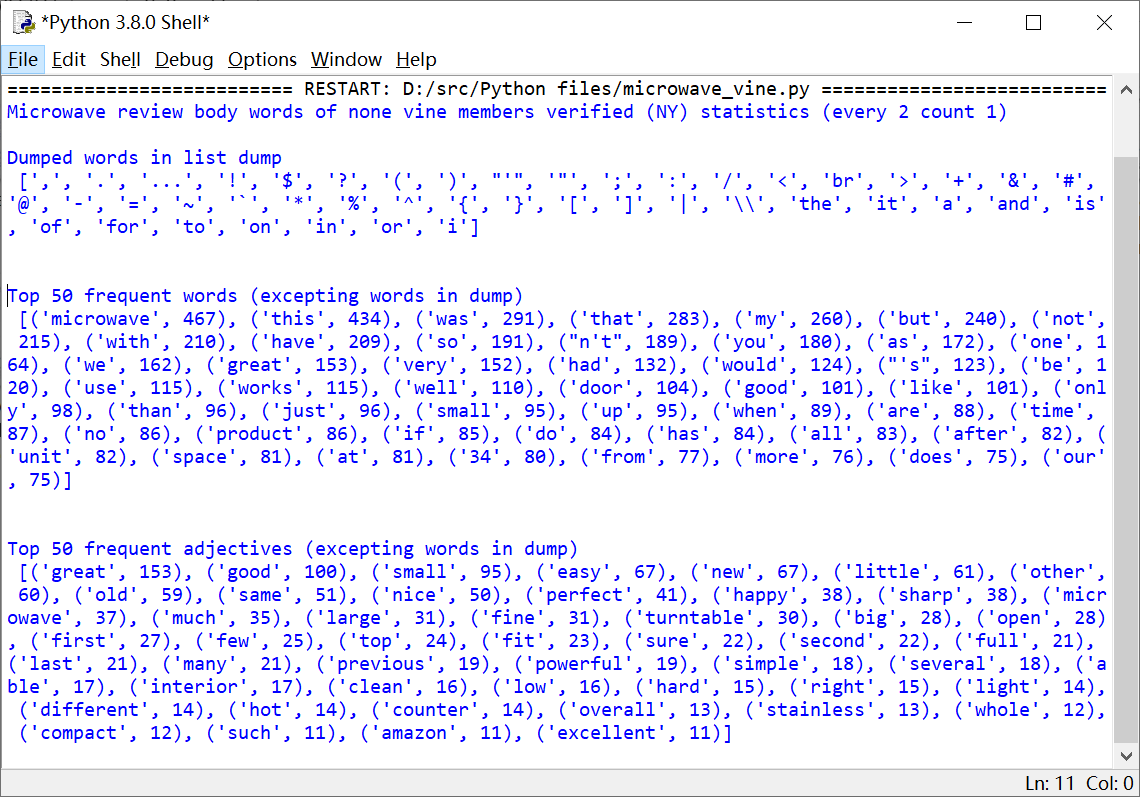 *Python 3.8.0 Shell*
File Edit Shell Debug Options Window Help
========================== RESTART: D:/src/Python files/microwave_vine.py ==========================
Microwave review body words of none vine members verified (NY) statistics (every 2 count 1)
Dumped words in list dump
[',', '.', '...', '!', '$', '?', '(', ')', "'", '"', ';', ':', '/', '<', 'br', '>', '+', '&', '#',
'@', '-', '=', '~', '`', '*', '%', '^', '{', '}', '[', ']', '|', '\\', 'the', 'it', 'a', 'and', 'is'
, 'of', 'for', 'to', 'on', 'in', 'or', 'i']
Top 50 frequent words (excepting words in dump)
[('microwave', 467), ('this', 434), ('was', 291), ('that', 283), ('my', 260), ('but', 240), ('not',
215), ('with', 210), ('have', 209), ('so', 191), ("n't", 189), ('you', 180), ('as', 172), ('one', 1
64), ('we', 162), ('great', 153), ('very', 152), ('had', 132), ('would', 124), ("'s", 123), ('be', 1
20), ('use', 115), ('works', 115), ('well', 110), ('door', 104), ('good', 101), ('like', 101), ('onl
y', 98), ('than', 96), ('just', 96), ('small', 95), ('up', 95), ('when', 89), ('are', 88), ('time',
87), ('no', 86), ('product', 86), ('if', 85), ('do', 84), ('has', 84), ('all', 83), ('after', 82), (
'unit', 82), ('space', 81), ('at', 81), ('34', 80), ('from', 77), ('more', 76), ('does', 75), ('our'
, 75)]
Top 50 frequent adjectives (excepting words in dump)
[('great', 153), ('good', 100), ('small', 95), ('easy', 67), ('new', 67), ('little', 61), ('other',
60), ('old', 59), ('same', 51), ('nice', 50), ('perfect', 41), ('happy', 38), ('sharp', 38), ('micr
owave', 37), ('much', 35), ('large', 31), ('fine', 31), ('turntable', 30), ('big', 28), ('open', 28)
, ('first', 27), ('few', 25), ('top', 24), ('fit', 23), ('sure', 22), ('second', 22), ('full', 21),
('last', 21), ('many', 21), ('previous', 19), ('powerful', 19), ('simple', 18), ('several', 18), ('a
ble', 17), ('interior', 17), ('clean', 16), ('low', 16), ('hard', 15), ('right', 15), ('light', 14),
('different', 14), ('hot', 14), ('counter', 14), ('overall', 13), ('stainless', 13), ('whole', 12),
('compact', 12), ('such', 11), ('amazon', 11), ('excellent', 11)]
Ln: 11 Col: 0